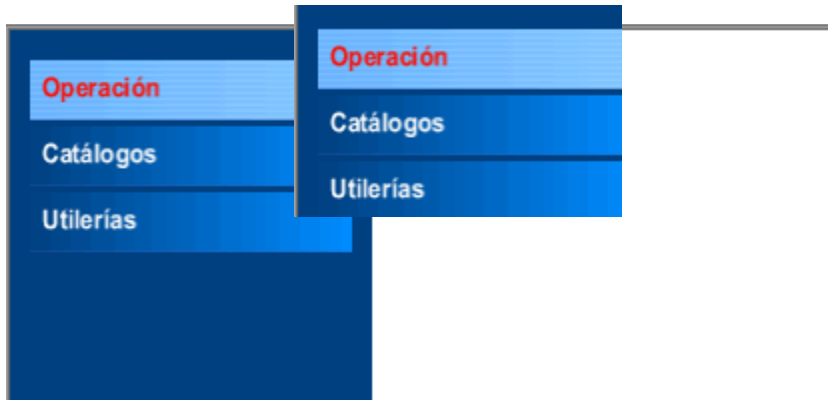 Operación
Catálogos
Utilerías
Operación
Catálogos
Utilerías